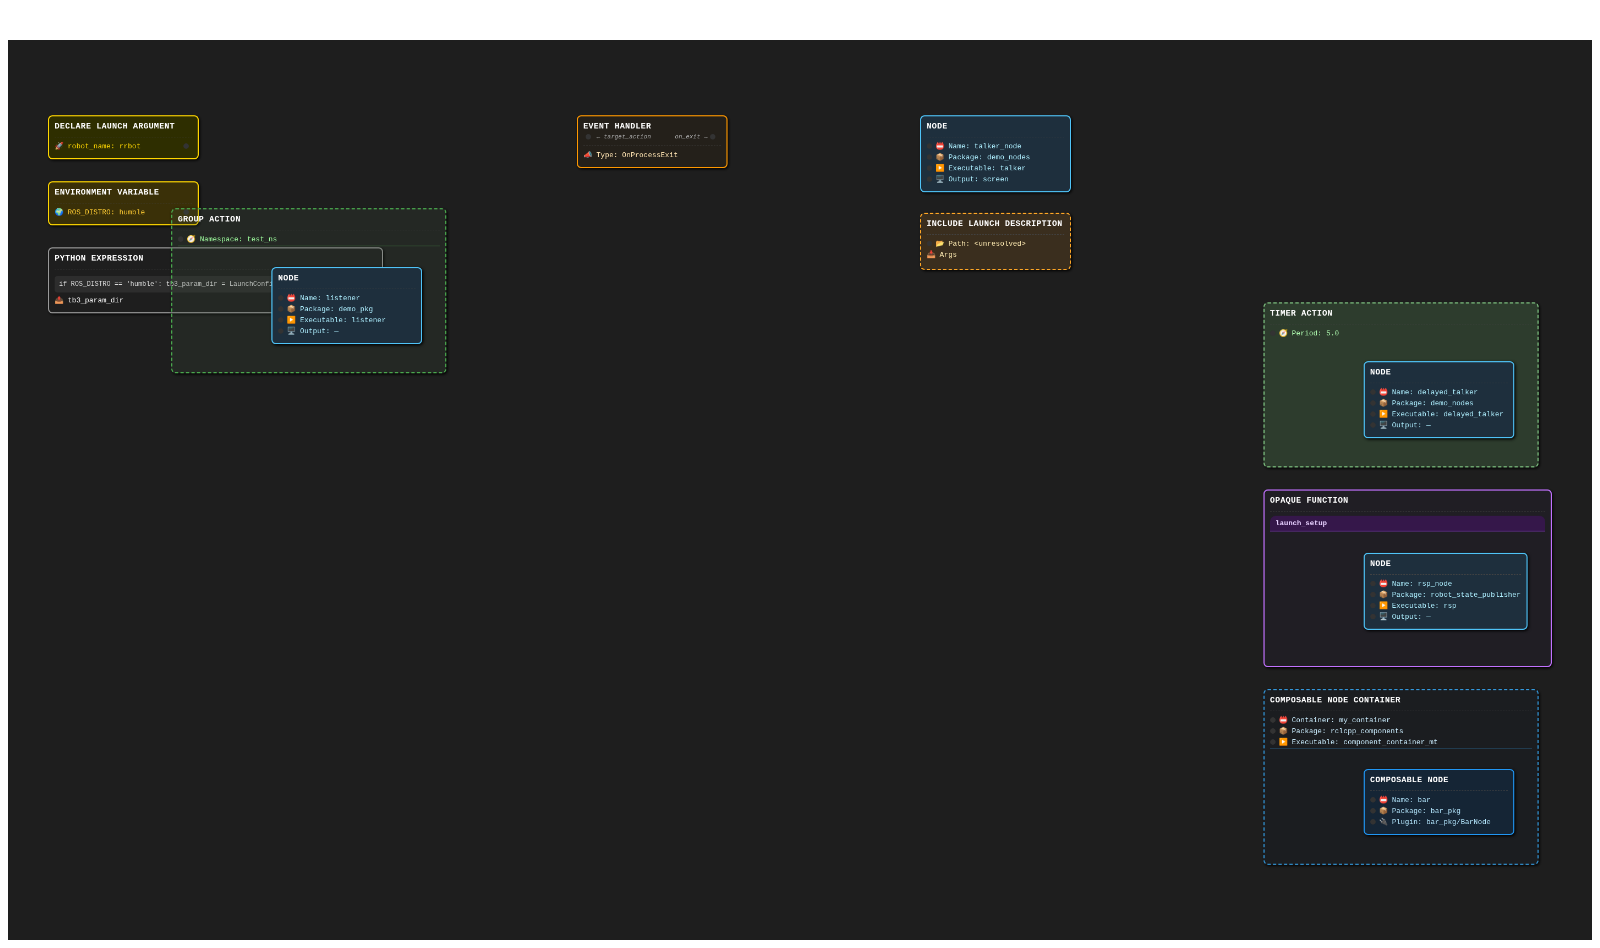 DECLARE LAUNCH ARGUMENT
🚀 robot_name: rrbot
ENVIRONMENT VARIABLE
🌍 ROS_DISTRO: humble
PYTHON EXPRESSION
if ROS_DISTRO == 'humble': tb3_param_dir = LaunchConf
📤 tb3_param_dir
GROUP ACTION
🧭 Namespace: test_ns
NODE
📛 Name: listener
📦 Package: demo_pkg
▶️ Executable: listener
🖥️ Output: —
EVENT HANDLER
← target_action on_exit →
📣 Type: OnProcessExit
NODE
📛 Name: talker_node
📦 Package: demo_nodes
▶️ Executable: talker
🖥️ Output: screen
INCLUDE LAUNCH DESCRIPTION
📂 Path: <unresolved>
📥 Args
TIMER ACTION
🧭 Period: 5.0
NODE
📛 Name: delayed_talker
📦 Package: demo_nodes
▶️ Executable: delayed_talker
🖥️ Output: —
OPAQUE FUNCTION
launch_setup
NODE
📛 Name: rsp_node
📦 Package: robot_state_publisher
▶️ Executable: rsp
🖥️ Output: —
COMPOSABLE NODE CONTAINER
📛 Container: my_container
📦 Package: rclcpp_components
▶️ Executable: component_container_mt
COMPOSABLE NODE
📛 Name: bar
📦 Package: bar_pkg
🔌 Plugin: bar_pkg/BarNode